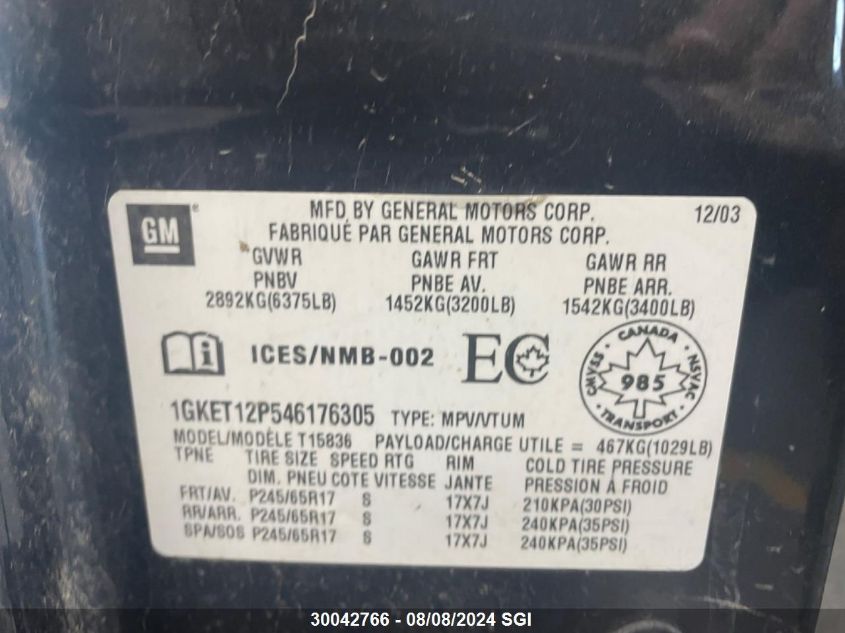 GM
MFD BY GENERAL MOTORS CORP. 12/03
FABRIQUÉ PAR GENERAL MOTORS CORP.
GVWR GAWR FRT GAWR RR
PNBV PNBE AV. PNBE ARR.
2892KG(6375LB) 1452KG(3200LB) 1542KG(3400LB)
ICES/NMB-002 EC
CANADA
CMVSS 985 NSVAC
TRANSPORT
1GKET12P546176305 TYPE: MPV/VTUM
MODEL/MODÈLE T15836 PAYLOAD/CHARGE UTILE = 467KG(1029LB)
TPNE TIRE SIZE SPEED RTG RIM COLD TIRE PRESSURE
DIM. PNEU COTE VITESSE JANTE PRESSION À FROID
FRT/AV. P245/65R17 S 17X7J 210KPA(30PSI)
RR/ARR. P245/65R17 S 17X7J 240KPA(35PSI)
SPA/SOS P245/65R17 S 17X7J 240KPA(35PSI)
30042766 - 08/08/2024 SGI